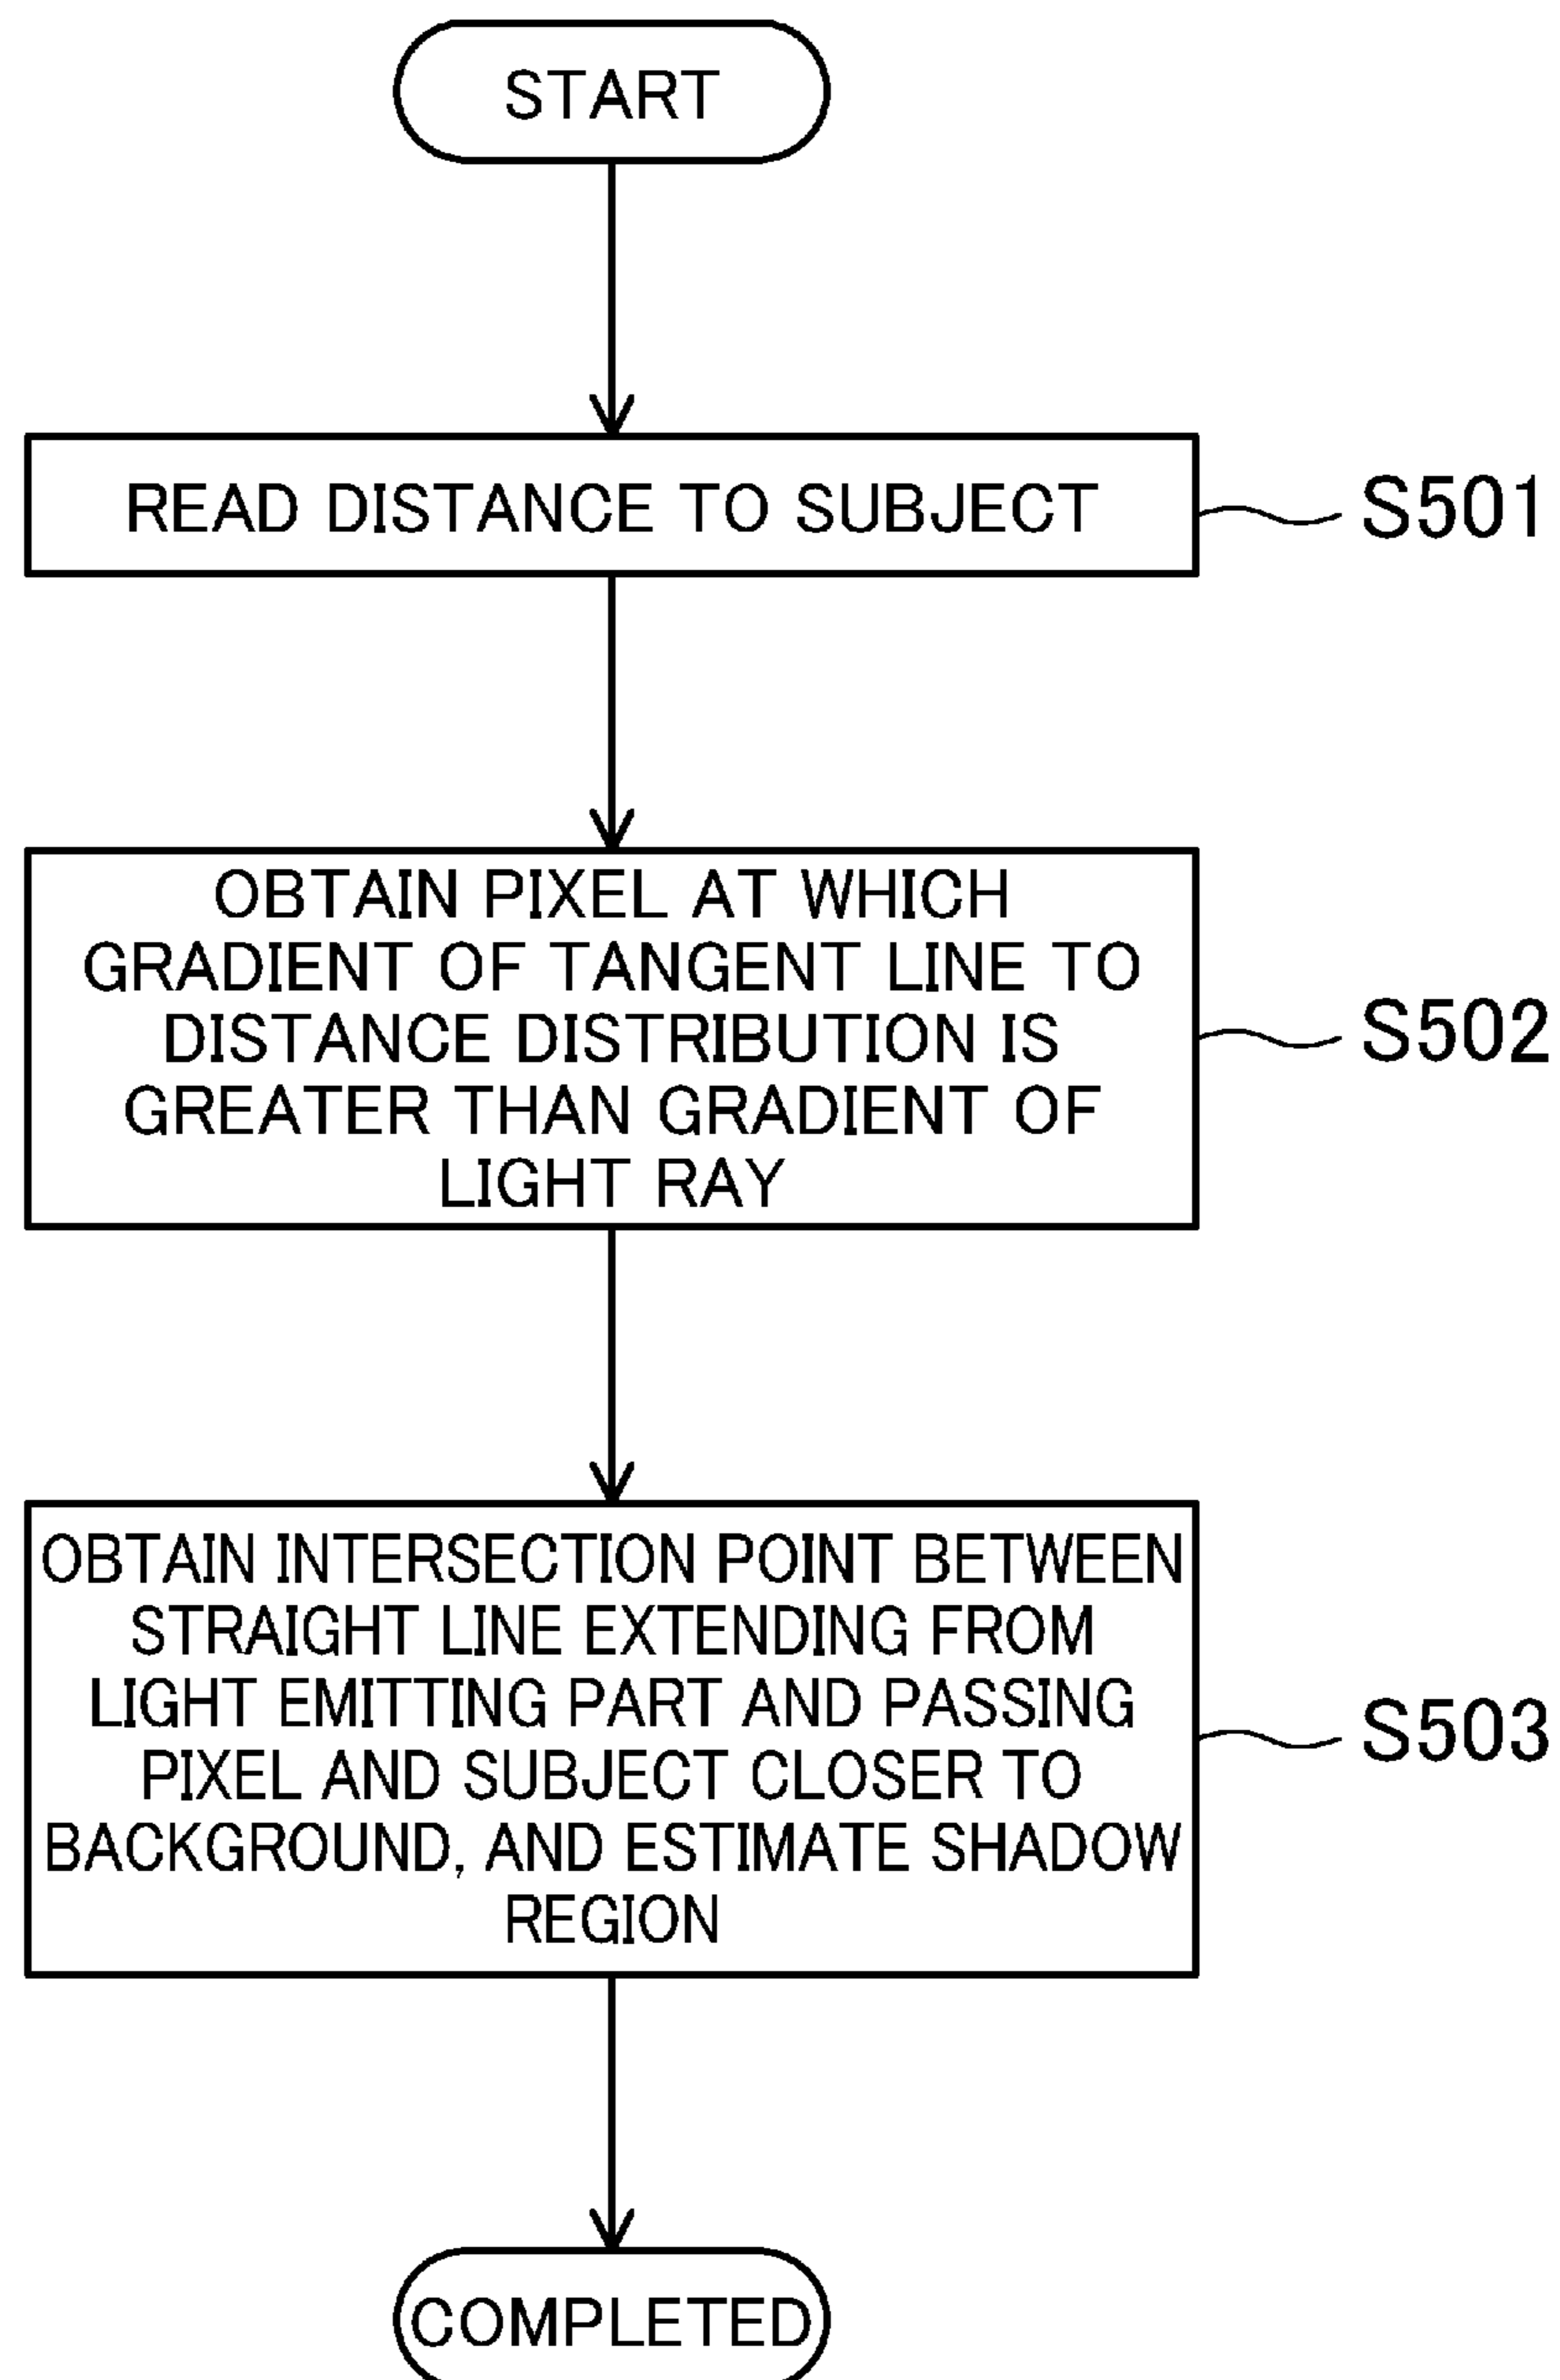 START
READ DISTANCE TO SUBJECT
S501
OBTAIN PIXEL AT WHICH
GRADIENT OF TANGENT LINE TO
DISTANCE DISTRIBUTION IS
GREATER THAN GRADIENT OF
LIGHT RAY
S502
OBTAIN INTERSECTION POINT BETWEEN
STRAIGHT LINE EXTENDING FROM
LIGHT EMITTING PART AND PASSING
PIXEL AND SUBJECT CLOSER TO
BACKGROUND, AND ESTIMATE SHADOW
REGION
S503
COMPLETED